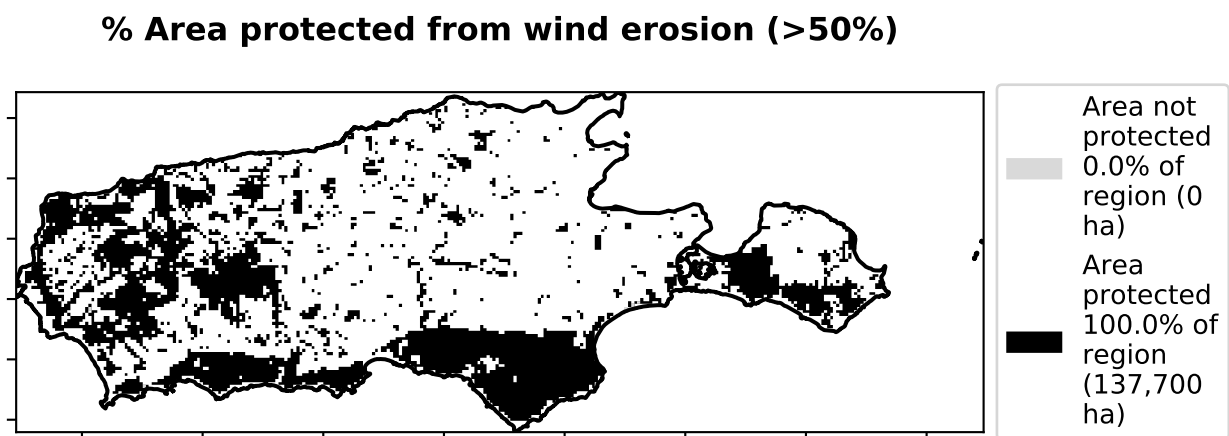 % Area protected from wind erosion (>50%)
Area not
protected
0.0% of
region (0
ha)
Area
protected
100.0% of
region
(137,700
ha)